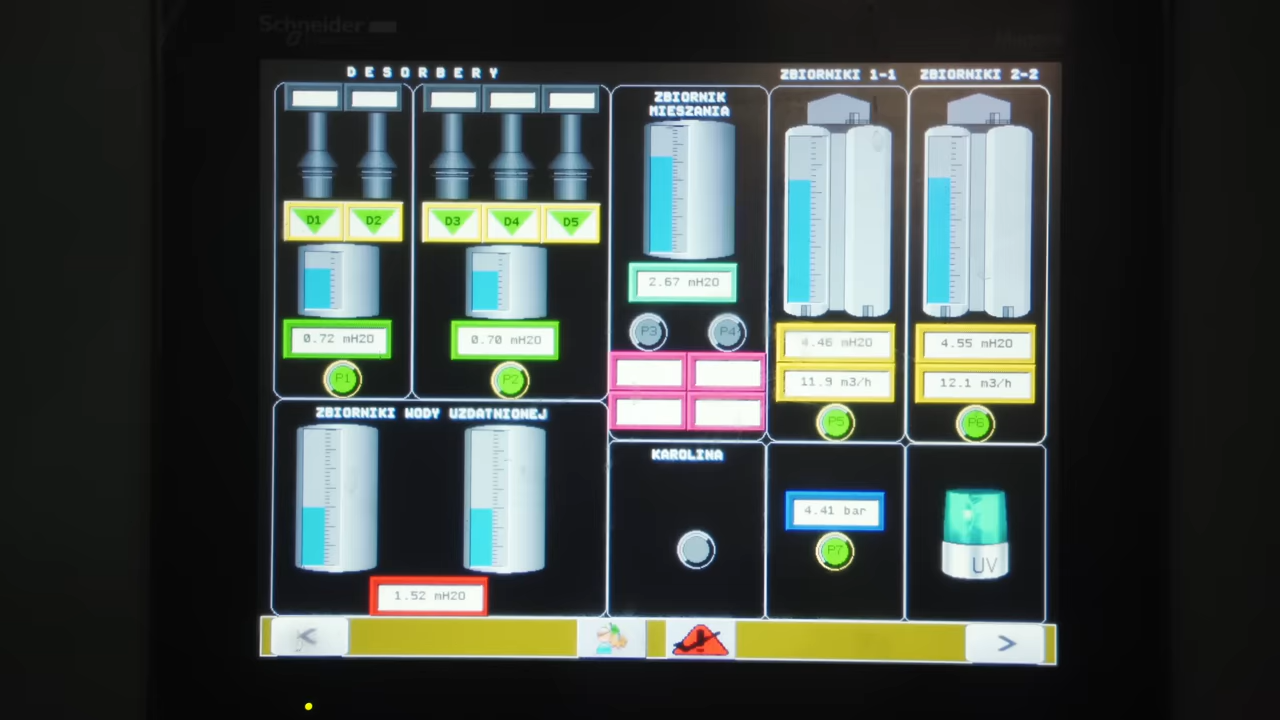 Schneider
DESORBERY
ZBIORNIKI 1-1
ZBIORNIKI 2-2
ZBIORNIK
MIESZANIA
D1
D2
D3
D4
D5
2.67 mH2O
0.72 mH2O
0.70 mH2O
P3
P4
4.46 mH2O
4.55 mH2O
11.9 m3/h
12.1 m3/h
P1
P2
P5
P6
ZBIORNIKI WODY UZDATNIONEJ
KAROLINA
4.41 bar
P7
UV
1.52 mH2O
<
>